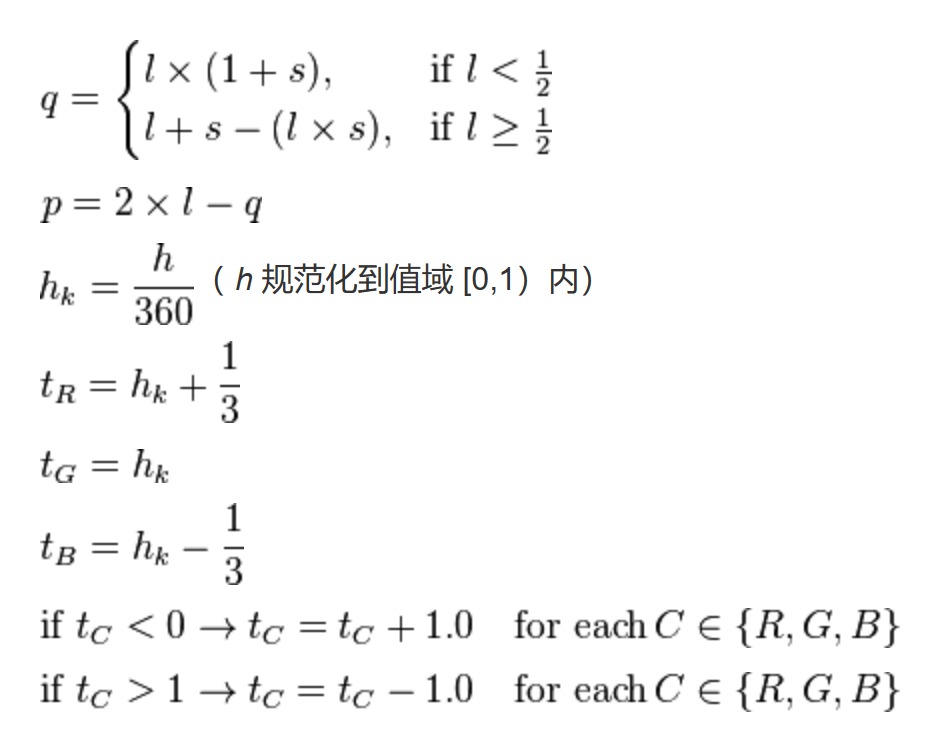 q = { l × (1 + s), if l < 1/2
l + s − (l × s), if l ≥ 1/2
p = 2 × l − q
h_k = h/360 （ h 规范化到值域 [0,1）内）
t_R = h_k + 1/3
t_G = h_k
t_B = h_k − 1/3
if t_C < 0 → t_C = t_C + 1.0 for each C ∈ {R, G, B}
if t_C > 1 → t_C = t_C − 1.0 for each C ∈ {R, G, B}